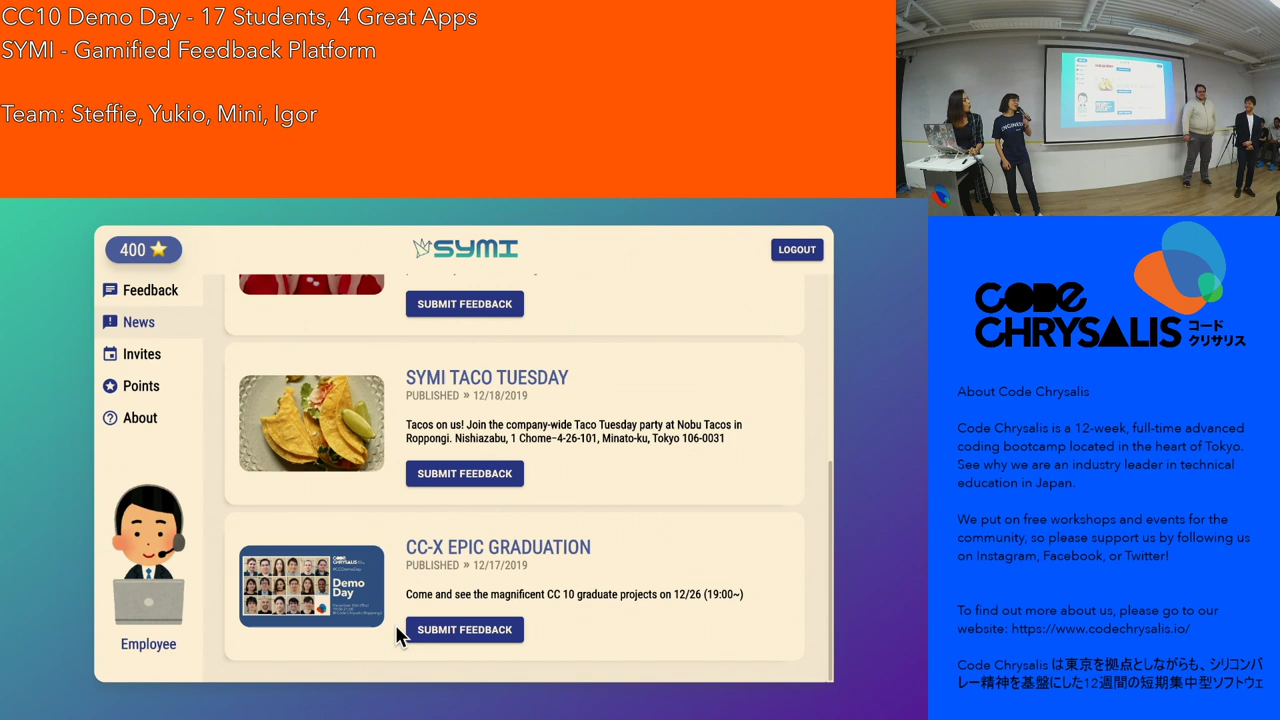 CC10 Demo Day - 17 Students, 4 Great Apps
SYMI - Gamified Feedback Platform
Team: Steffie, Yukio, Mini, Igor
400
SYMI
LOGOUT
Feedback
News
Invites
Points
About
Employee
SUBMIT FEEDBACK
SYMI TACO TUESDAY
PUBLISHED » 12/18/2019
Tacos on us! Join the company-wide Taco Tuesday party at Nobu Tacos in
Roppongi. Nishiazabu, 1 Chome−4-26-101, Minato-ku, Tokyo 106-0031
SUBMIT FEEDBACK
CC-X EPIC GRADUATION
PUBLISHED » 12/17/2019
Come and see the magnificent CC 10 graduate projects on 12/26 (19:00~)
SUBMIT FEEDBACK
Demo
Day
CODE
CHRYSALIS
コード
クリサリス
About Code Chrysalis
Code Chrysalis is a 12-week, full-time advanced
coding bootcamp located in the heart of Tokyo.
See why we are an industry leader in technical
education in Japan.
We put on free workshops and events for the
community, so please support us by following us
on Instagram, Facebook, or Twitter!
To find out more about us, please go to our
website: https://www.codechrysalis.io/
Code Chrysalis は東京を拠点としながらも、シリコンバ
レー精神を基盤にした12週間の短期集中型ソフトウェ